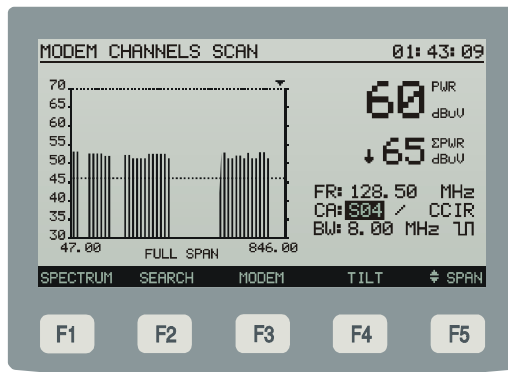 MODEM CHANNELS SCAN 01:43:09
70
65.
60
55.
50
45.
40
35.
30
47.00 FULL SPAN 846.00
60 PWR dBuV
↓65 ΣPWR dBuV
FR: 128.50 MHz
CA: S04 / CCIR
BW: 8.00 MHz
SPECTRUM SEARCH MODEM TILT SPAN
F1 F2 F3 F4 F5